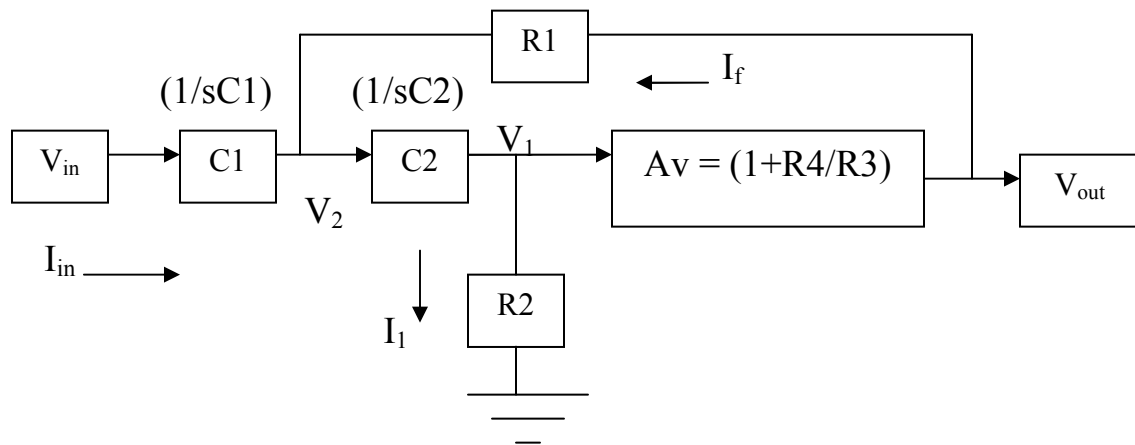 R1
I_f
(1/sC1)
(1/sC2)
V_in
C1
C2
V_1
Av = (1+R4/R3)
V_out
V_2
I_in
I_1
R2